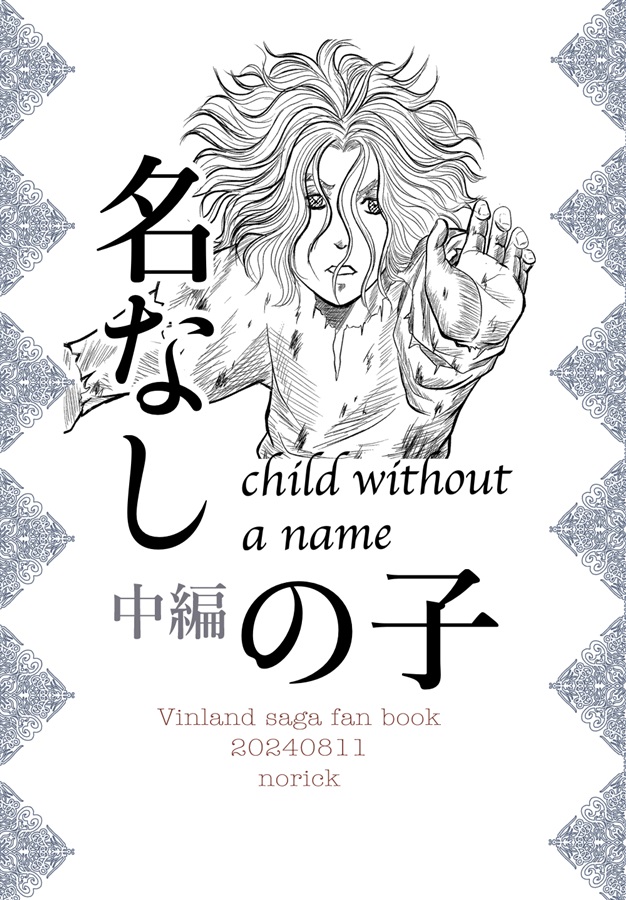 名なし
の子
child without
a name
中編
Vinland saga fan book
20240811
norick